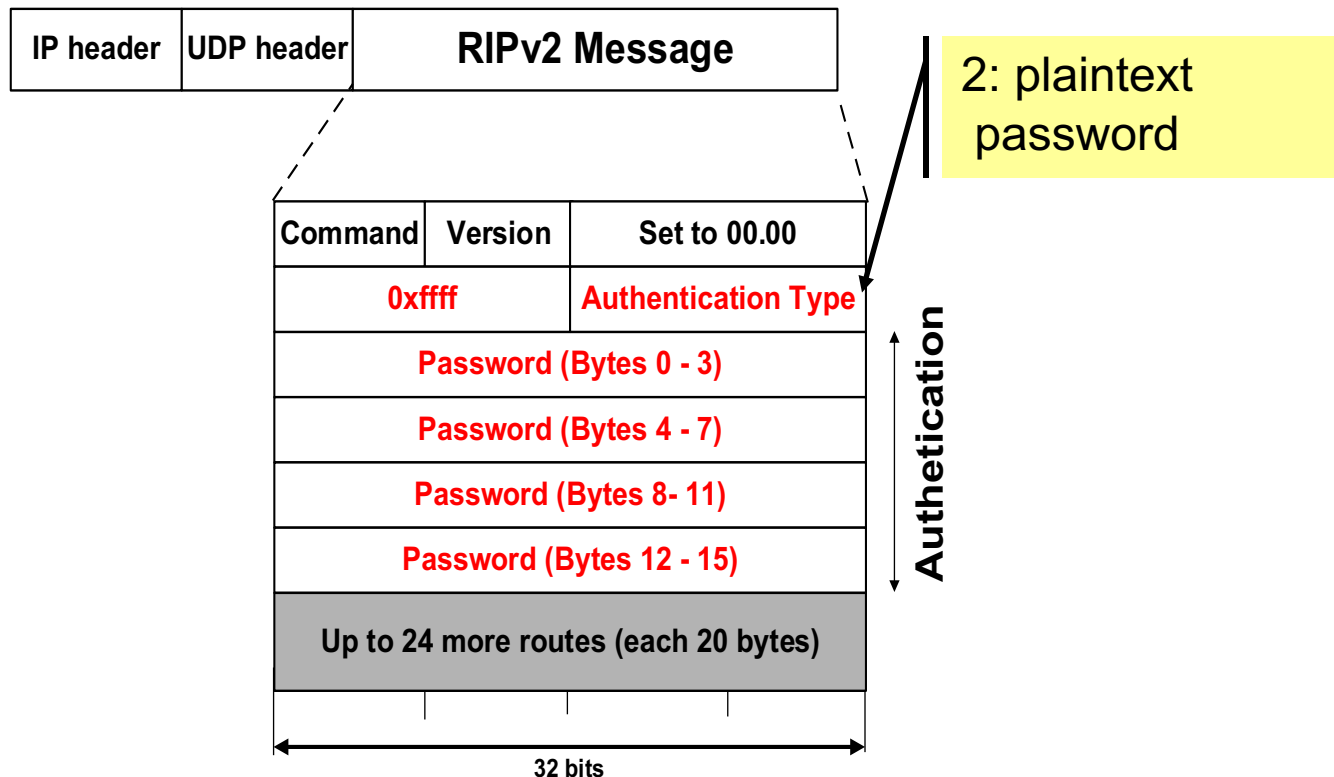 IP header UDP header RIPv2 Message
2: plaintext
password
Command Version Set to 00.00
0xffff Authentication Type
Password (Bytes 0 - 3)
Password (Bytes 4 - 7)
Password (Bytes 8- 11)
Password (Bytes 12 - 15)
Authetication
Up to 24 more routes (each 20 bytes)
32 bits